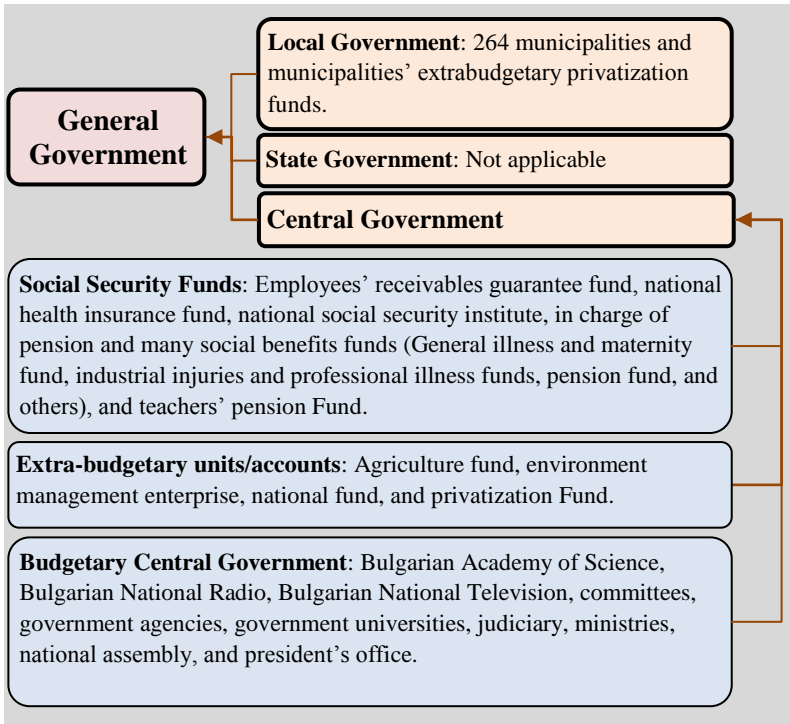 General
Government
Local Government: 264 municipalities and
municipalities’ extrabudgetary privatization
funds.
State Government: Not applicable
Central Government
Social Security Funds: Employees’ receivables guarantee fund, national
health insurance fund, national social security institute, in charge of
pension and many social benefits funds (General illness and maternity
fund, industrial injuries and professional illness funds, pension fund, and
others), and teachers’ pension Fund.
Extra-budgetary units/accounts: Agriculture fund, environment
management enterprise, national fund, and privatization Fund.
Budgetary Central Government: Bulgarian Academy of Science,
Bulgarian National Radio, Bulgarian National Television, committees,
government agencies, government universities, judiciary, ministries,
national assembly, and president’s office.